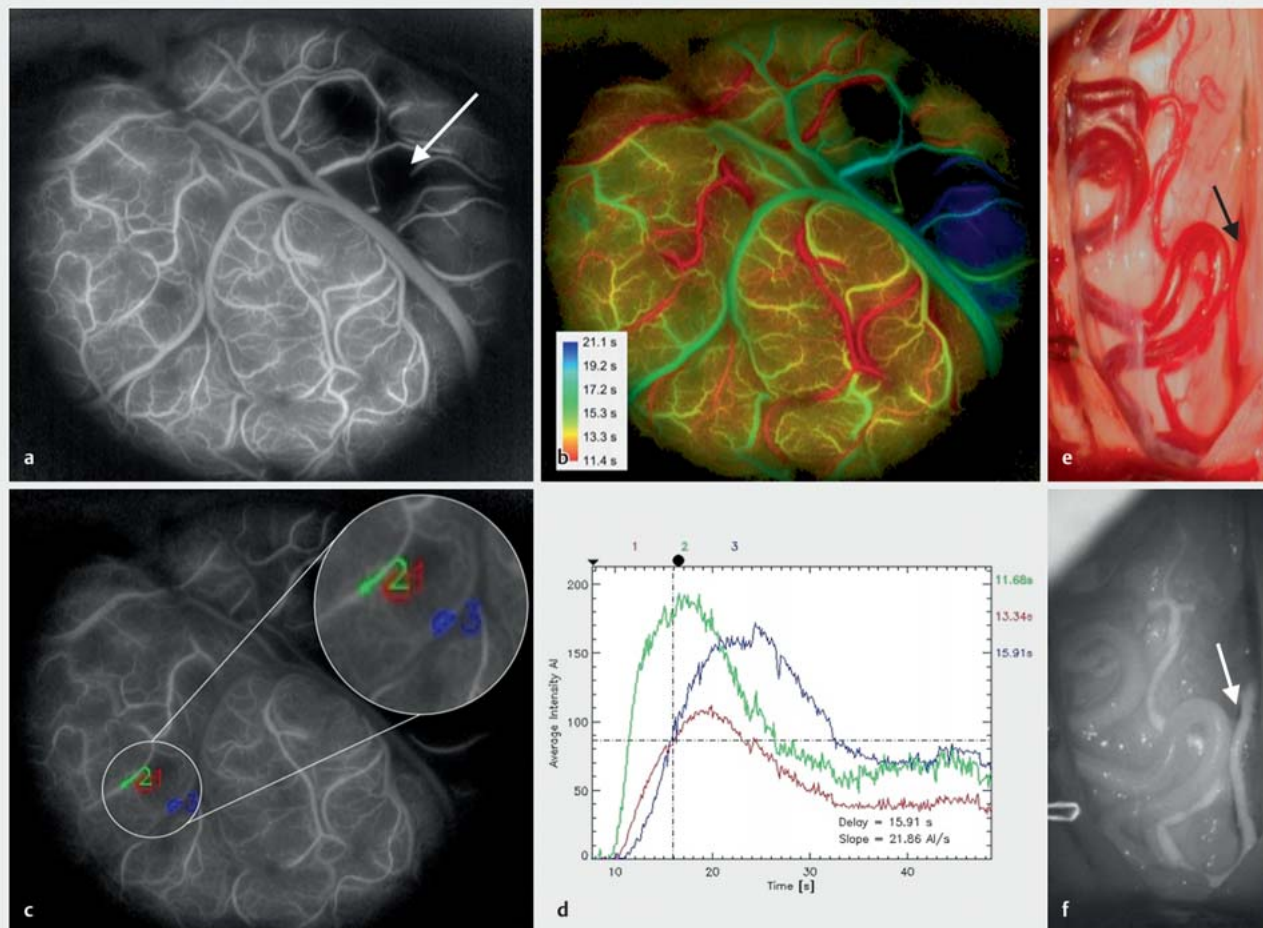 a
21.1 s
19.2 s
17.2 s
15.3 s
13.3 s
11.4 s
b
e
2
3
2
3
c
1 2 3
200
150
100
50
0
Average Intensity AI
10 20 30 40
Time [s]
11.68s
13.34s
15.91s
Delay = 15.91 s
Slope = 21.86 AI/s
d
f